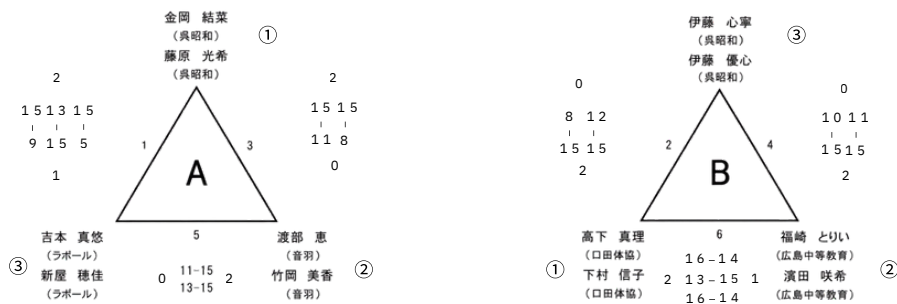 金岡 結菜
(呉昭和)
①
藤原 光希
(呉昭和)
2
15 13 15
- - -
9 15 5
1
2
15 15
- -
11 8
0
1
3
A
5
吉本 真悠
(ラポール)
③
新屋 穂佳
(ラポール)
0
11-15
13-15
2
渡部 恵
(音羽)
竹岡 美香
(音羽)
②
伊藤 心寧
(呉昭和)
③
伊藤 優心
(呉昭和)
0
8 12
- -
15 15
2
0
10 11
- -
15 15
2
2
4
B
6
高下 真理
(口田体協)
①
下村 信子
(口田体協)
2
16-14
13-15
16-14
1
福崎 とりい
(広島中等教育)
濱田 咲希
(広島中等教育)
②